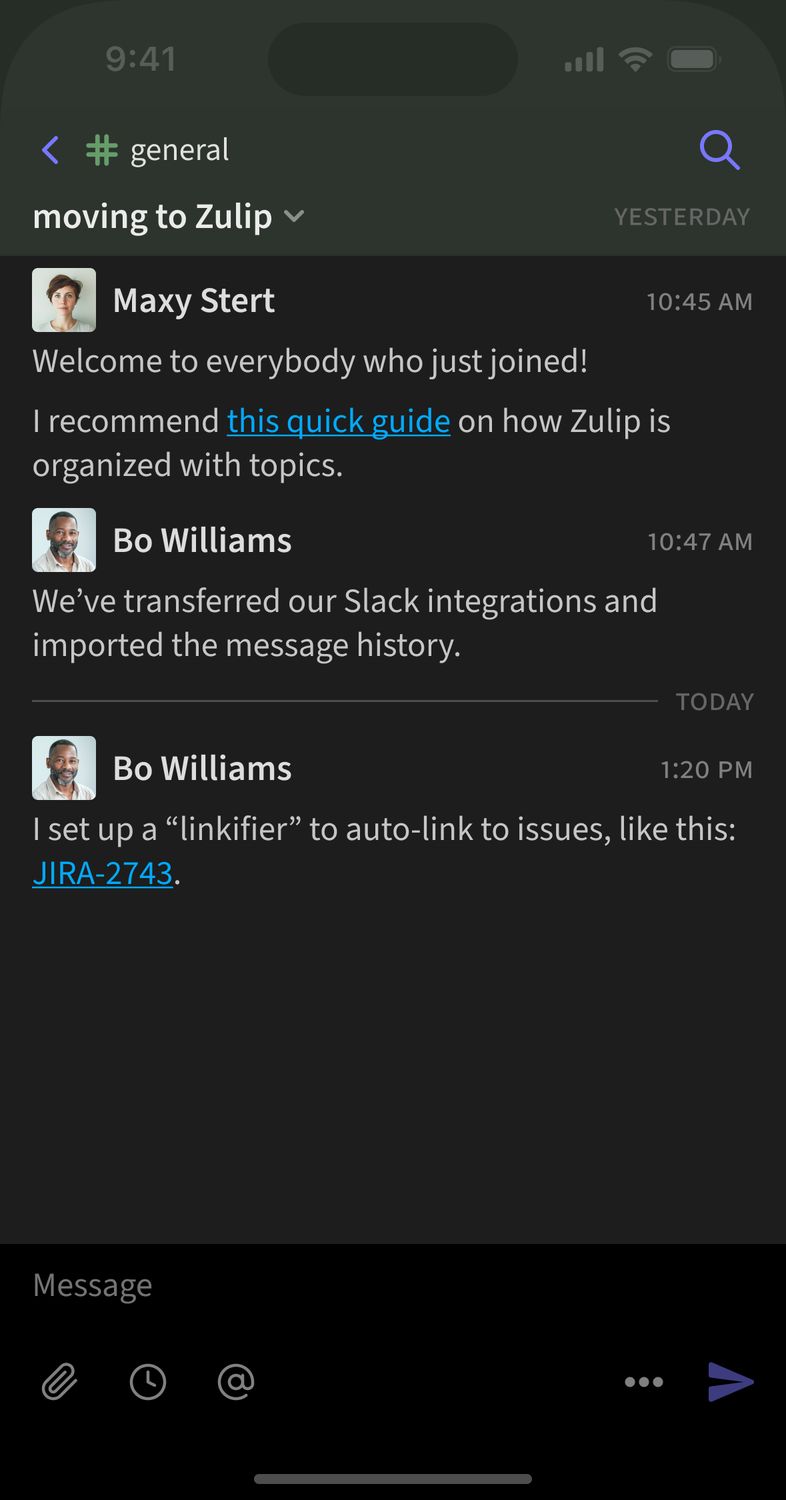 9:41
# general
moving to Zulip
YESTERDAY
Maxy Stert
10:45 AM
Welcome to everybody who just joined!
I recommend this quick guide on how Zulip is
organized with topics.
Bo Williams
10:47 AM
We’ve transferred our Slack integrations and
imported the message history.
TODAY
Bo Williams
1:20 PM
I set up a “linkifier” to auto-link to issues, like this:
JIRA-2743.
Message